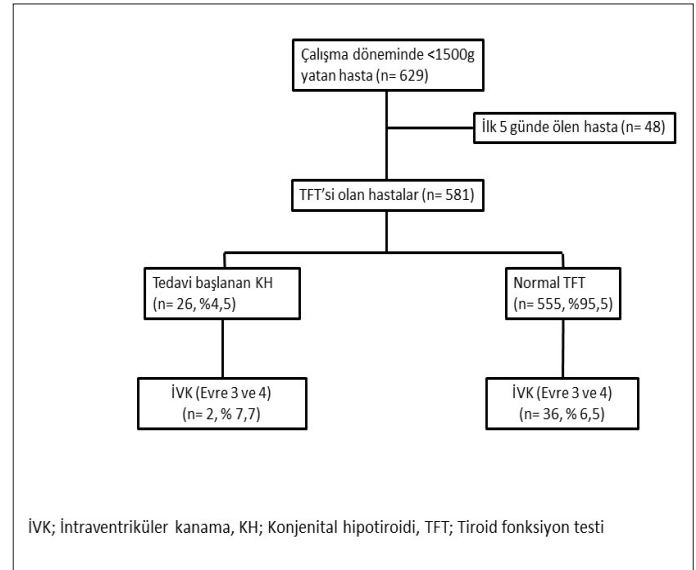 Çalışma döneminde <1500g
yatan hasta (n= 629)
İlk 5 günde ölen hasta (n= 48)
TFT'si olan hastalar (n= 581)
Tedavi başlanan KH
(n= 26, %4,5)
Normal TFT
(n= 555, %95,5)
İVK (Evre 3 ve 4)
(n= 2, % 7,7)
İVK (Evre 3 ve 4)
(n= 36, % 6,5)
İVK; İntraventriküler kanama, KH; Konjenital hipotiroidi, TFT; Tiroid fonksiyon testi